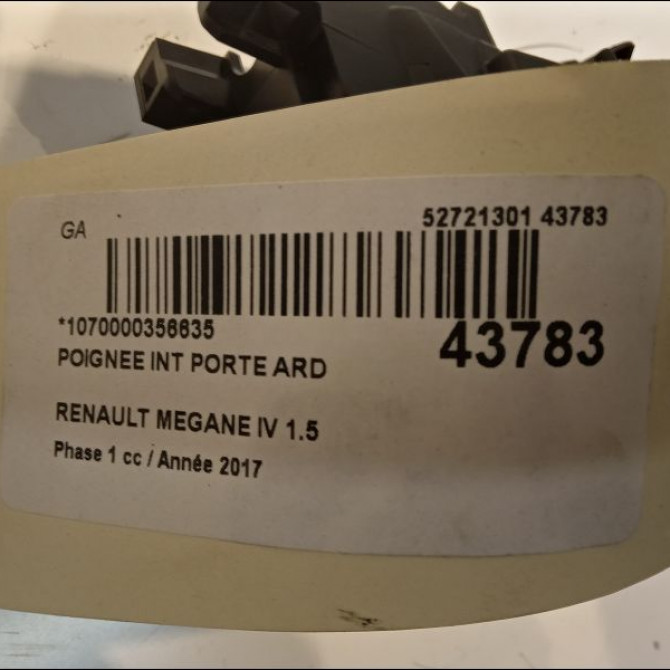 GA
52721301 43783
*1070000356635
43783
POIGNEE INT PORTE ARD
RENAULT MEGANE IV 1.5
Phase 1 cc / Année 2017